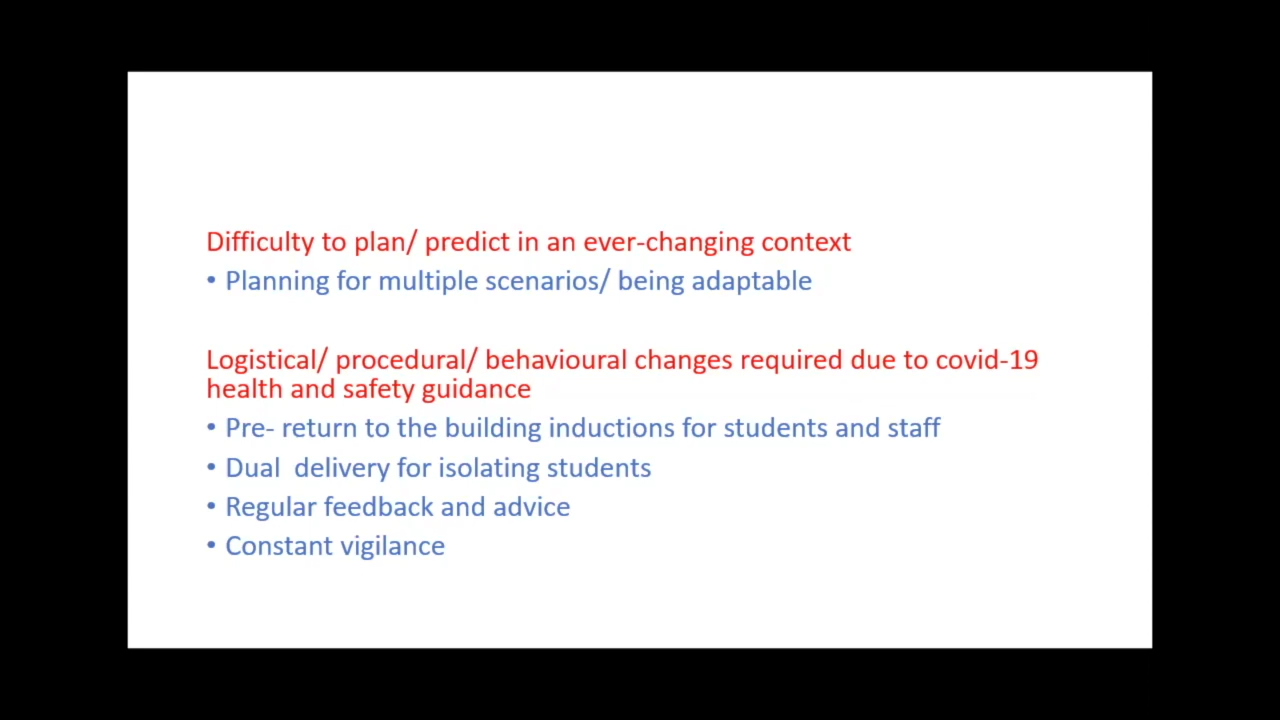 Difficulty to plan/ predict in an ever-changing context
• Planning for multiple scenarios/ being adaptable
Logistical/ procedural/ behavioural changes required due to covid-19
health and safety guidance
• Pre- return to the building inductions for students and staff
• Dual  delivery for isolating students
• Regular feedback and advice
• Constant vigilance